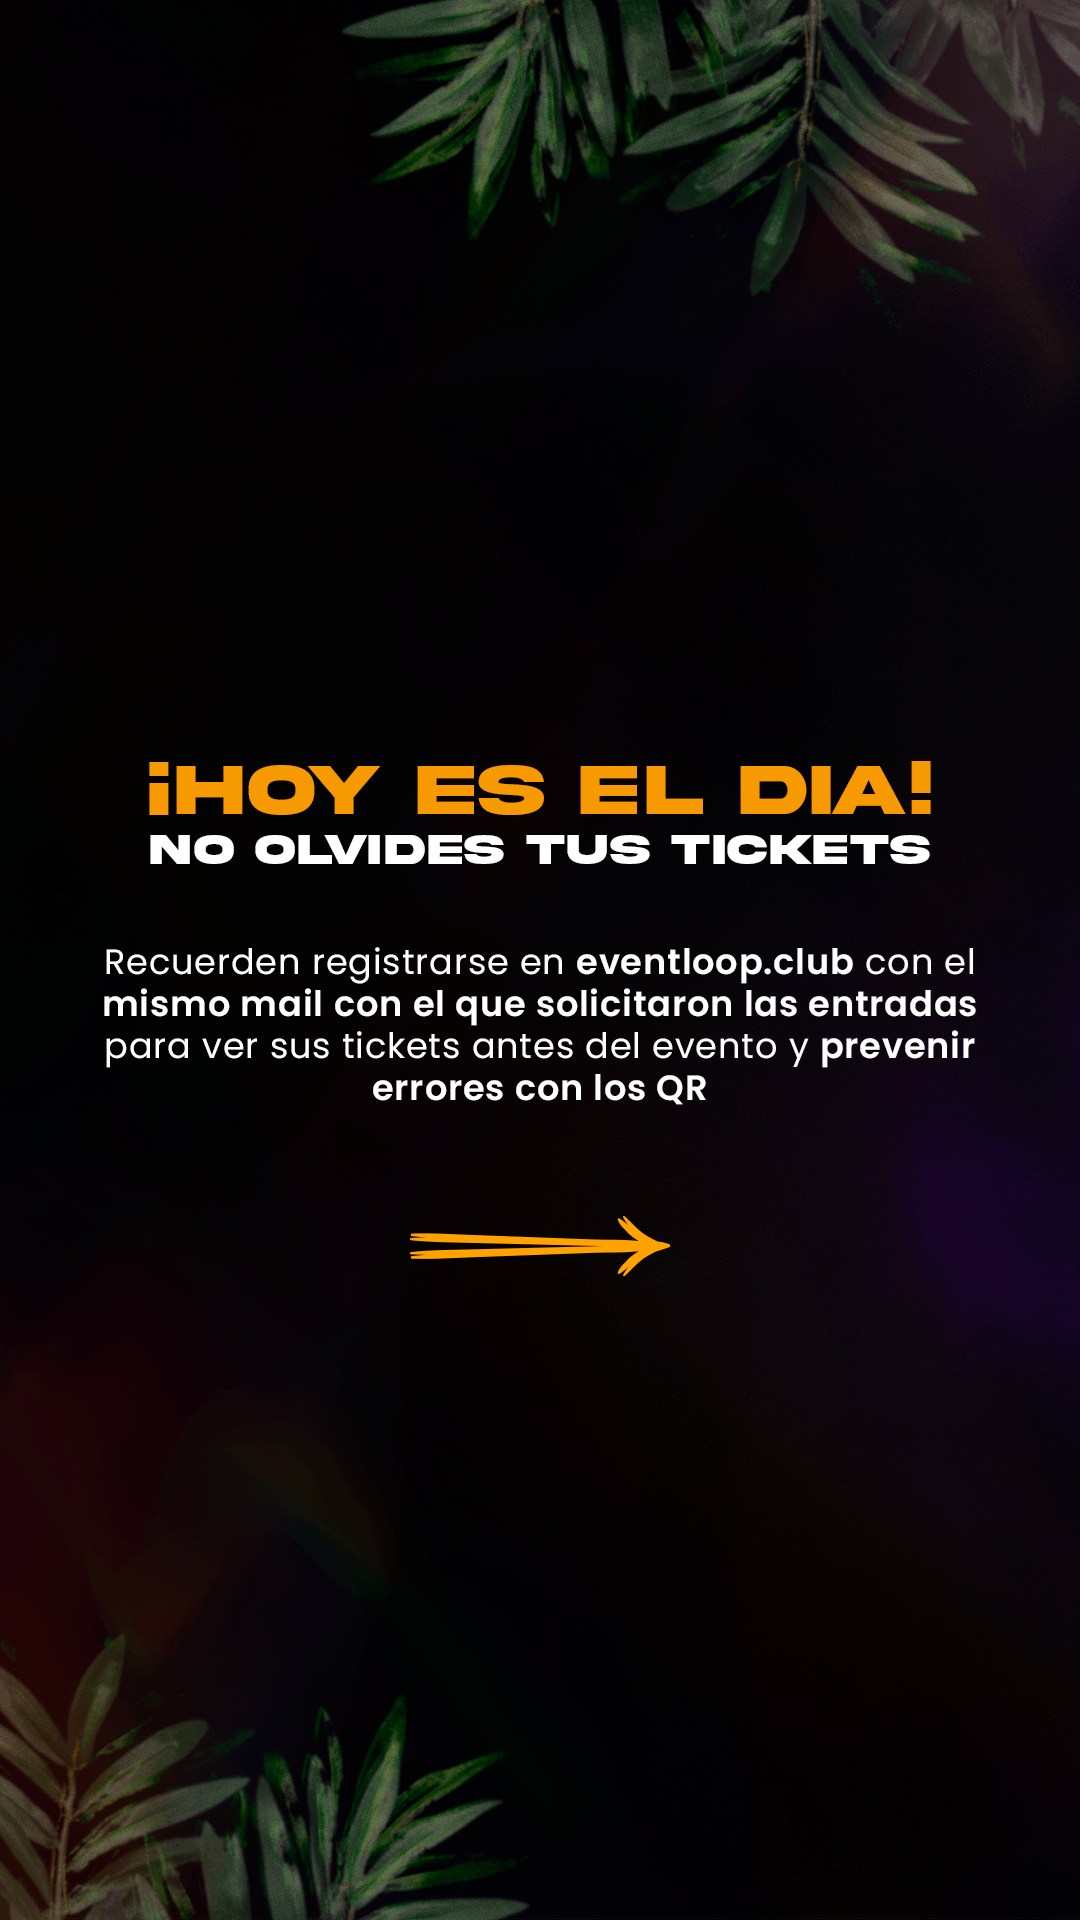 ¡HOY ES EL DIA!
NO OLVIDES TUS TICKETS
Recuerden registrarse en eventloop.club con el
mismo mail con el que solicitaron las entradas
para ver sus tickets antes del evento y prevenir
errores con los QR